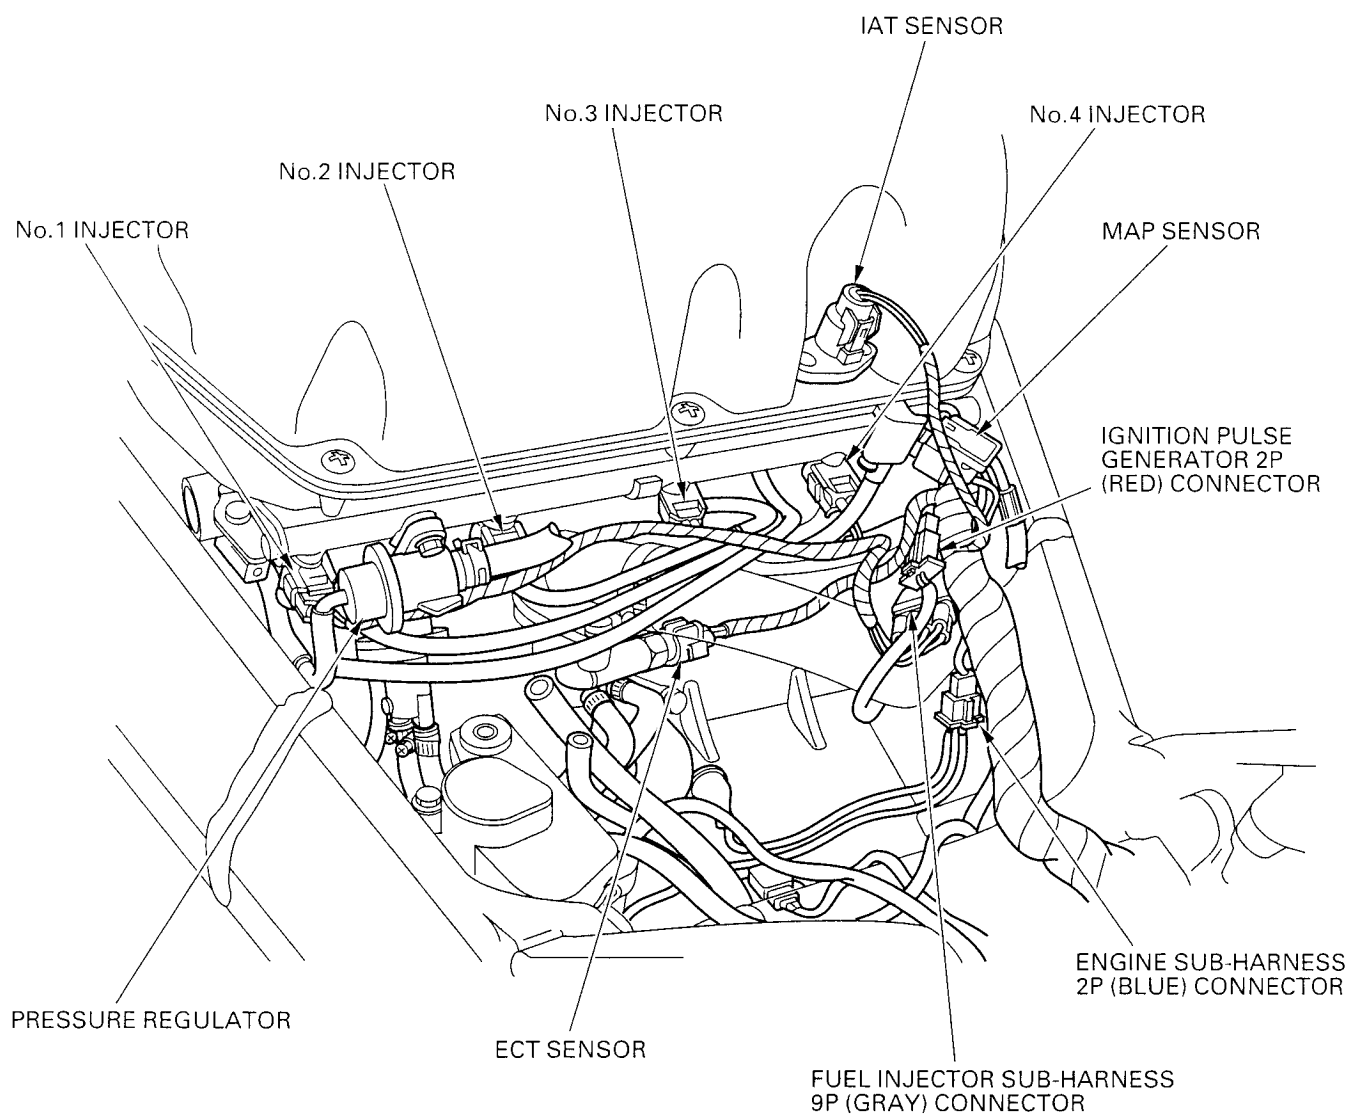 IAT SENSOR
No.3 INJECTOR
No.4 INJECTOR
No.2 INJECTOR
No.1 INJECTOR
MAP SENSOR
IGNITION PULSE
GENERATOR 2P
(RED) CONNECTOR
ENGINE SUB-HARNESS
2P (BLUE) CONNECTOR
PRESSURE REGULATOR
ECT SENSOR
FUEL INJECTOR SUB-HARNESS
9P (GRAY) CONNECTOR